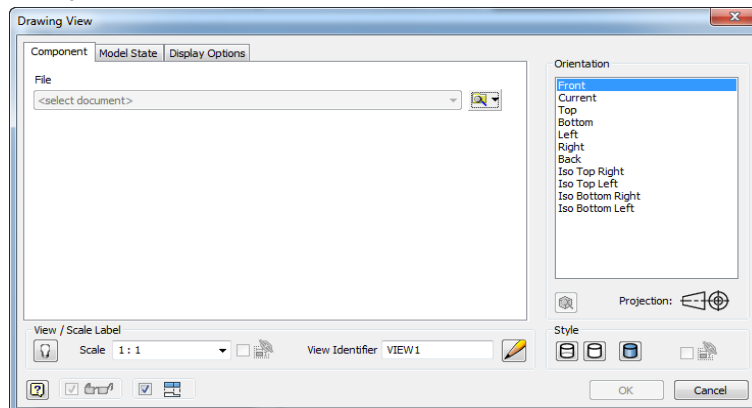 Drawing View
Component Model State Display Options
File
<select document>
Orientation
Front
Current
Top
Bottom
Left
Right
Back
Iso Top Right
Iso Top Left
Iso Bottom Right
Iso Bottom Left
Projection:
View / Scale Label
Scale 1 : 1
View Identifier VIEW1
Style
OK Cancel